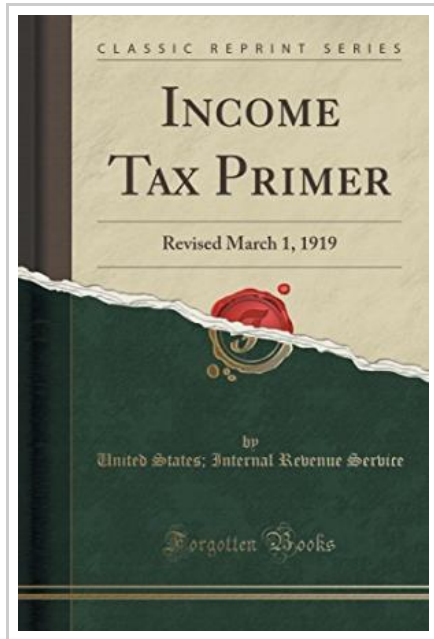 CLASSIC REPRINT SERIES
INCOME
TAX PRIMER
Revised March 1, 1919
by
United States; Internal Revenue Service
Forgotten Books